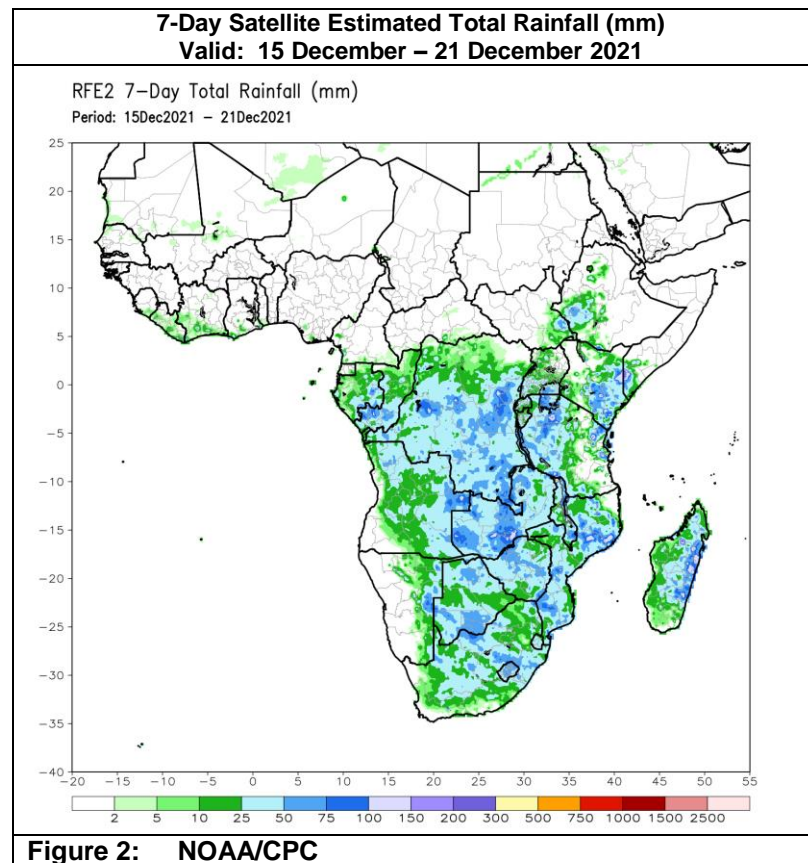 7-Day Satellite Estimated Total Rainfall (mm)
Valid: 15 December – 21 December 2021
RFE2 7-Day Total Rainfall (mm)
Period: 15Dec2021 – 21Dec2021
25
20
15
10
5
0
−5
−10
−15
−20
−25
−30
−35
−40
−20 −15 −10 −5 0 5 10 15 20 25 30 35 40 45 50 55
2 5 10 25 50 75 100 150 200 300 500 750 1000 1500 2500
Figure 2: NOAA/CPC